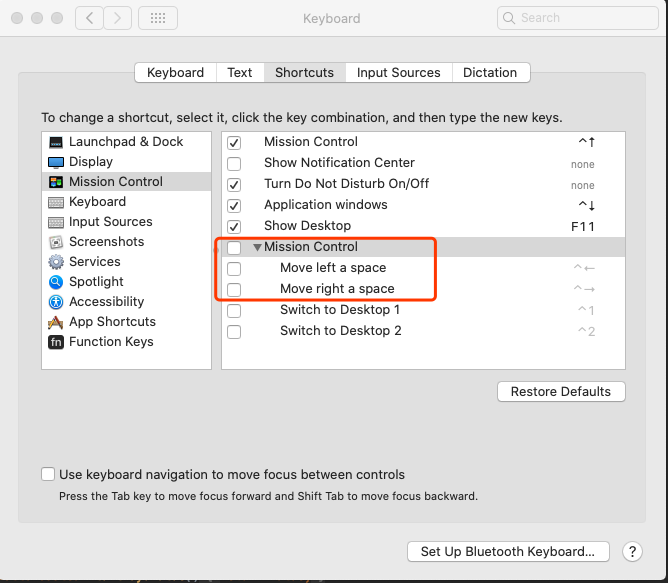 Keyboard
Search
Keyboard Text Shortcuts Input Sources Dictation
To change a shortcut, select it, click the key combination, and then type the new keys.
Launchpad & Dock
Display
Mission Control
Keyboard
Input Sources
Screenshots
Services
Spotlight
Accessibility
App Shortcuts
fn Function Keys
Mission Control ^↑
Show Notification Center none
Turn Do Not Disturb On/Off none
Application windows ^↓
Show Desktop F11
Mission Control
Move left a space ^←
Move right a space ^→
Switch to Desktop 1 ^1
Switch to Desktop 2 ^2
Restore Defaults
Use keyboard navigation to move focus between controls
Press the Tab key to move focus forward and Shift Tab to move focus backward.
Set Up Bluetooth Keyboard... ?